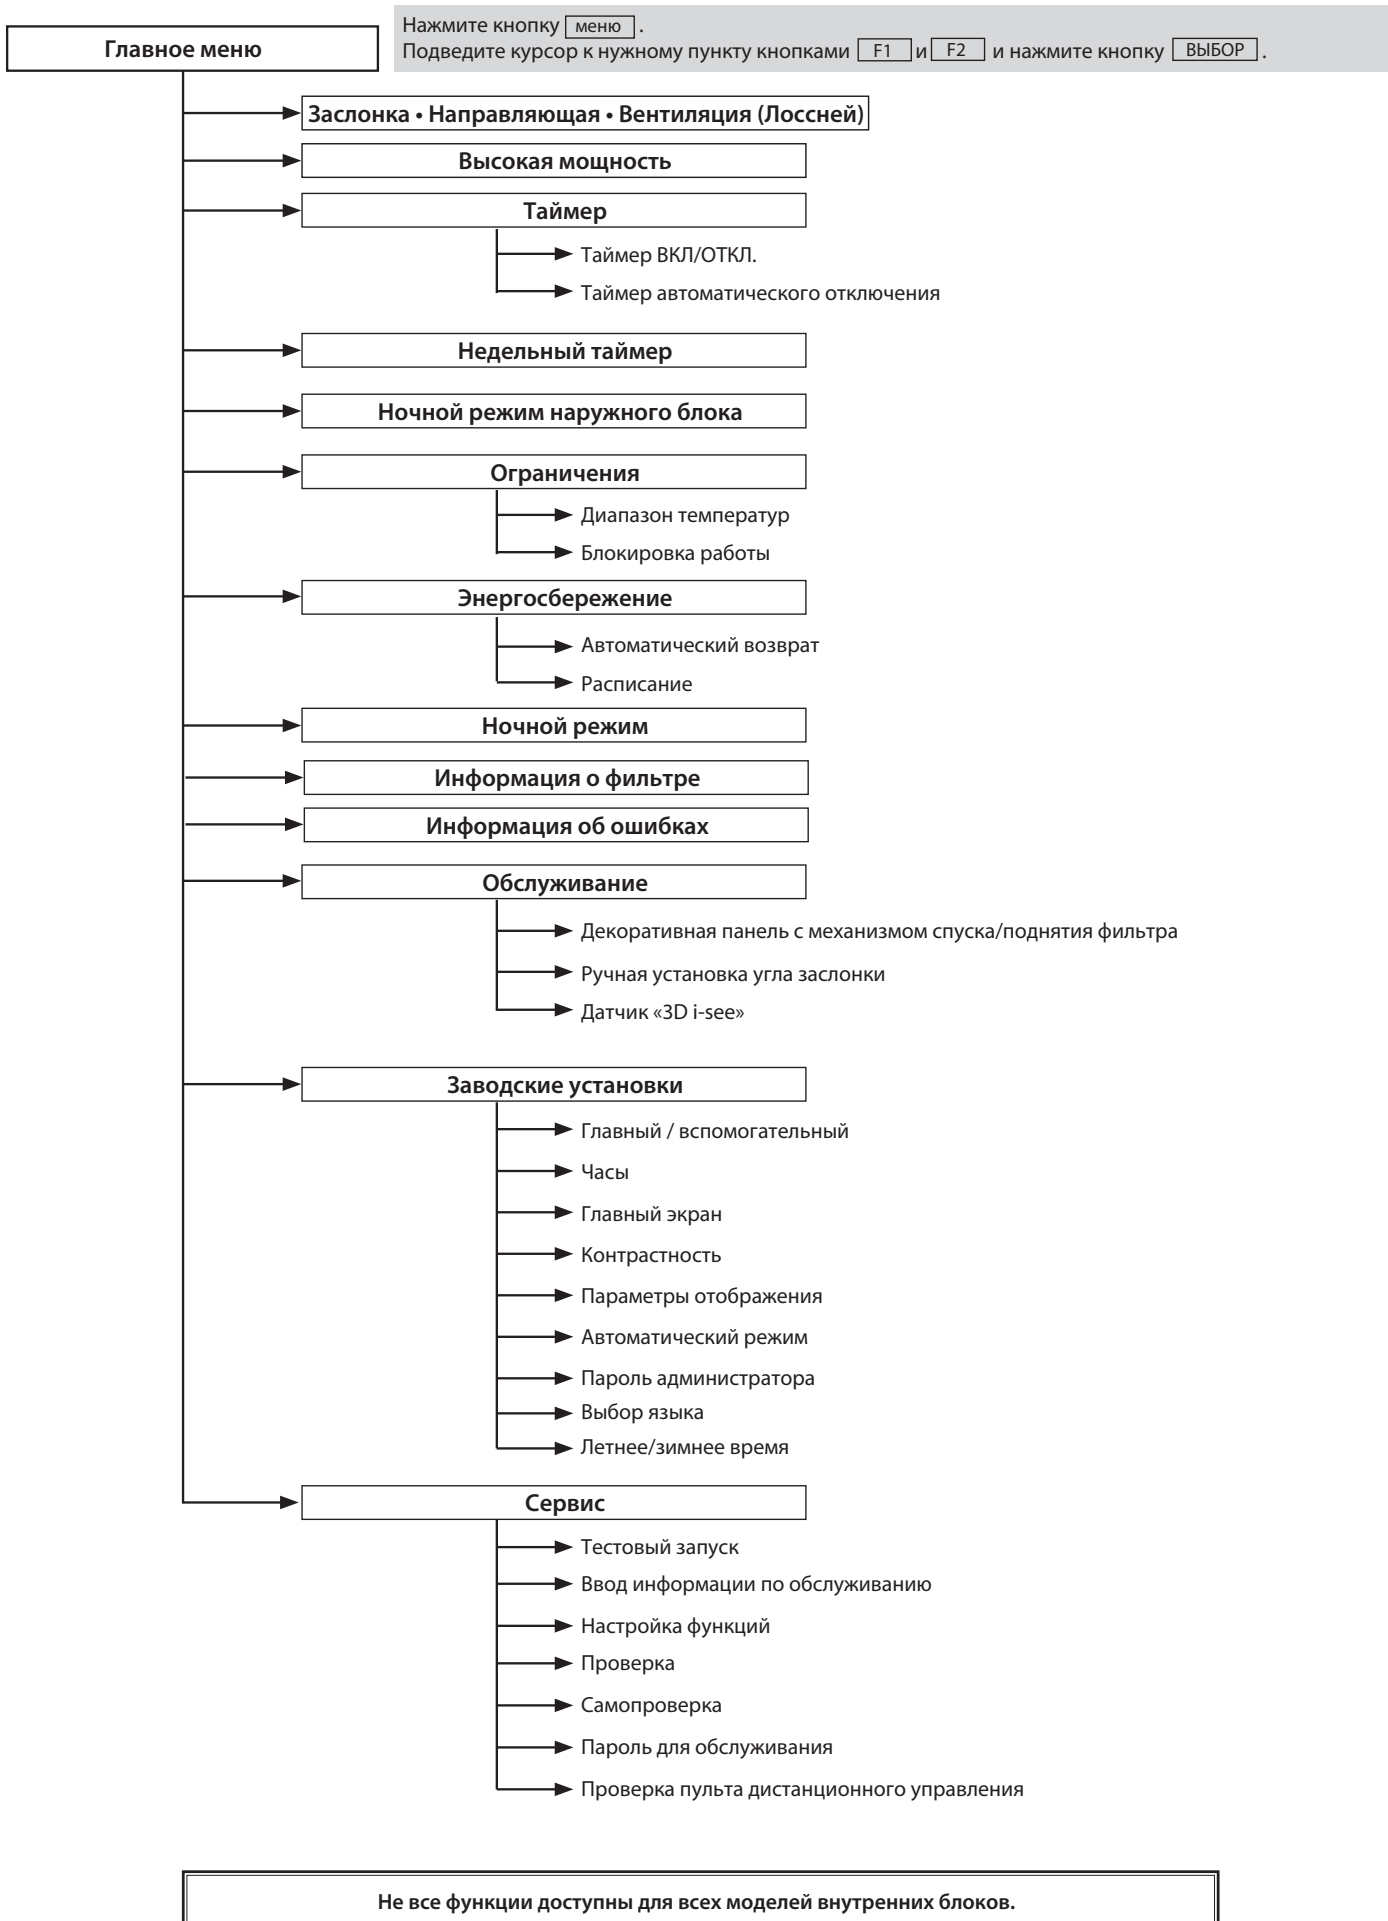 Главное меню
Нажмите кнопку меню .
Подведите курсор к нужному пункту кнопками F1 и F2 и нажмите кнопку ВЫБОР .
Заслонка • Направляющая • Вентиляция (Лоссней)
Высокая мощность
Таймер
Таймер ВКЛ/ОТКЛ.
Таймер автоматического отключения
Недельный таймер
Ночной режим наружного блока
Ограничения
Диапазон температур
Блокировка работы
Энергосбережение
Автоматический возврат
Расписание
Ночной режим
Информация о фильтре
Информация об ошибках
Обслуживание
Декоративная панель с механизмом спуска/поднятия фильтра
Ручная установка угла заслонки
Датчик «3D i-see»
Заводские установки
Главный / вспомогательный
Часы
Главный экран
Контрастность
Параметры отображения
Автоматический режим
Пароль администратора
Выбор языка
Летнее/зимнее время
Сервис
Тестовый запуск
Ввод информации по обслуживанию
Настройка функций
Проверка
Самопроверка
Пароль для обслуживания
Проверка пульта дистанционного управления
Не все функции доступны для всех моделей внутренних блоков.